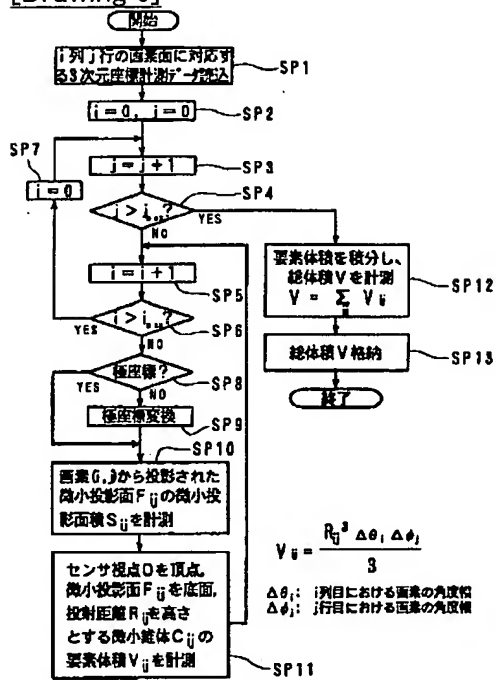 [Drawing 6]
開始
i列j行の画素面に対応す
る3次元座標計測データ読込
SP1
i=0, j=0
SP2
SP7
j=j+1
SP3
i=0
SP4
j>jmax?
YES
NO
i=i+1
SP5
i>imax?
YES
SP6
NO
極座標?
YES
SP8
NO
極座標変換
SP9
SP10
画素(i,j)から投影された
微小投影面Fijの微小投
影面積Sijを計測
センサ視点Oを頂点,
微小投影面Fijを底面,
投射距離Rijを高さ
とする微小錐体Cijの
要素体積Vijを計測
SP11
要素体積を積分し、
総体積Vを計測
V = Σ Vij
SP12
総体積V格納
SP13
終了
Vij = Rij³ Δθi Δφj / 3
Δθi: i列目における画素の角度幅
Δφj: j行目における画素の角度幅